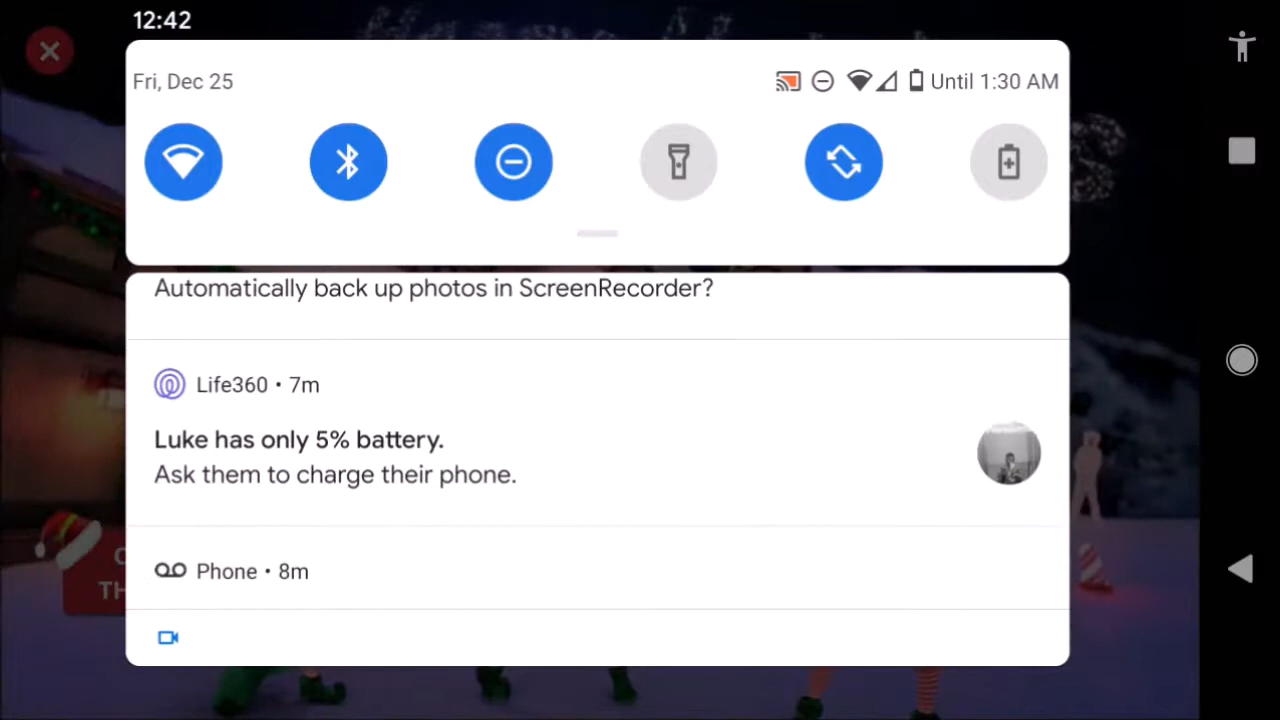 12:42
Fri, Dec 25
Until 1:30 AM
Automatically back up photos in ScreenRecorder?
Life360 • 7m
Luke has only 5% battery.
Ask them to charge their phone.
Phone • 8m